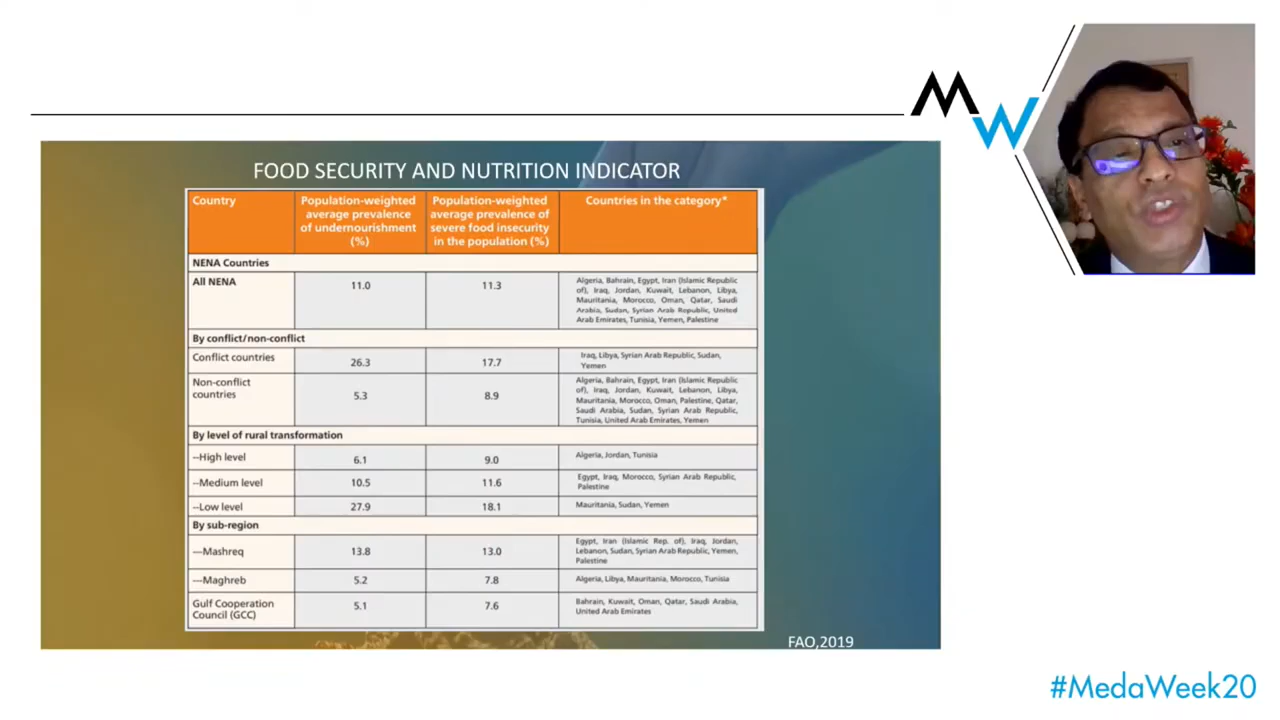 MW
FOOD SECURITY AND NUTRITION INDICATOR
Country
Population-weighted
average prevalence
of undernourishment
(%)
Population-weighted
average prevalence of
severe food insecurity
in the population (%)
Countries in the category*
NENA Countries
All NENA
11.0
11.3
Algeria, Bahrain, Egypt, Iran (Islamic Republic
of), Iraq, Jordan, Kuwait, Lebanon, Libya,
Mauritania, Morocco, Oman, Qatar, Saudi
Arabia, Sudan, Syrian Arab Republic, United
Arab Emirates, Tunisia, Yemen, Palestine
By conflict/non-conflict
Conflict countries
26.3
17.7
Iraq, Libya, Syrian Arab Republic, Sudan,
Yemen
Non-conflict
countries
5.3
8.9
Algeria, Bahrain, Egypt, Iran (Islamic Republic
of), Iraq, Jordan, Kuwait, Lebanon, Libya,
Mauritania, Morocco, Oman, Palestine, Qatar,
Saudi Arabia, Sudan, Syrian Arab Republic,
Tunisia, United Arab Emirates, Yemen
By level of rural transformation
--High level
6.1
9.0
Algeria, Jordan, Tunisia
--Medium level
10.5
11.6
Egypt, Iraq, Morocco, Syrian Arab Republic,
Palestine
--Low level
27.9
18.1
Mauritania, Sudan, Yemen
By sub-region
---Mashreq
13.8
13.0
Egypt, Iran (Islamic Rep. of), Iraq, Jordan,
Lebanon, Sudan, Syrian Arab Republic, Yemen,
Palestine
---Maghreb
5.2
7.8
Algeria, Libya, Mauritania, Morocco, Tunisia
Gulf Cooperation
Council (GCC)
5.1
7.6
Bahrain, Kuwait, Oman, Qatar, Saudi Arabia,
United Arab Emirates
FAO,2019
#MedaWeek20